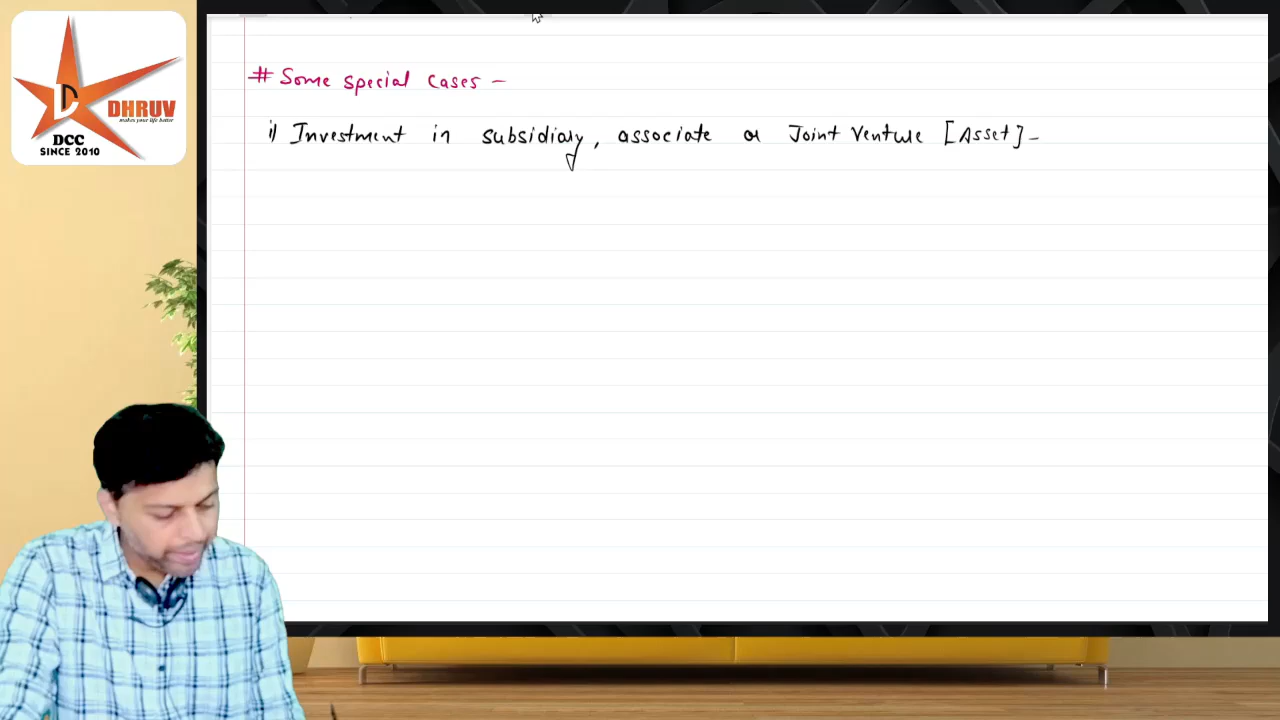 # Some special cases –
i) Investment in subsidiary, associate or Joint Venture [Asset] –
D
DHRUV
makes your life better
DCC
SINCE 2010